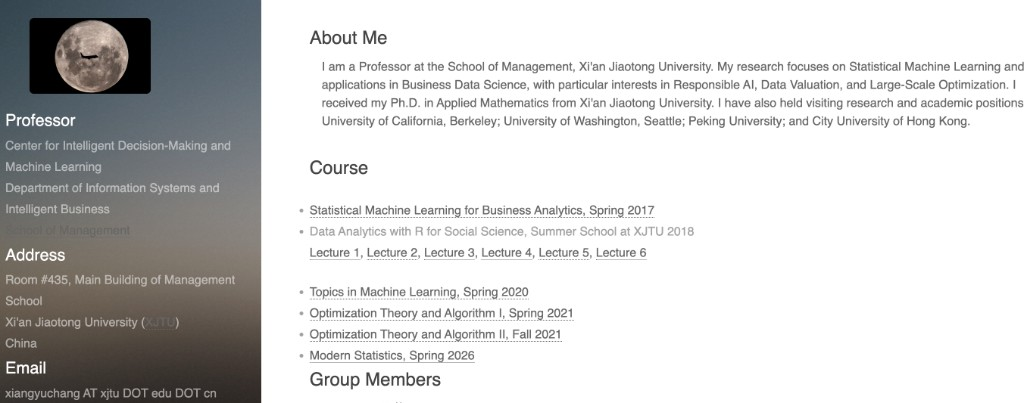 Professor
Center for Intelligent Decision-Making and
Machine Learning
Department of Information Systems and
Intelligent Business
School of Management
Address
Room #435, Main Building of Management
School
Xi'an Jiaotong University (XJTU)
China
Email
xiangyuchang AT xjtu DOT edu DOT cn
About Me
I am a Professor at the School of Management, Xi'an Jiaotong University. My research focuses on Statistical Machine Learning and
applications in Business Data Science, with particular interests in Responsible AI, Data Valuation, and Large-Scale Optimization. I
received my Ph.D. in Applied Mathematics from Xi'an Jiaotong University. I have also held visiting research and academic positions
University of California, Berkeley; University of Washington, Seattle; Peking University; and City University of Hong Kong.
Course
• Statistical Machine Learning for Business Analytics, Spring 2017
• Data Analytics with R for Social Science, Summer School at XJTU 2018
Lecture 1, Lecture 2, Lecture 3, Lecture 4, Lecture 5, Lecture 6
• Topics in Machine Learning, Spring 2020
• Optimization Theory and Algorithm I, Spring 2021
• Optimization Theory and Algorithm II, Fall 2021
• Modern Statistics, Spring 2026
Group Members